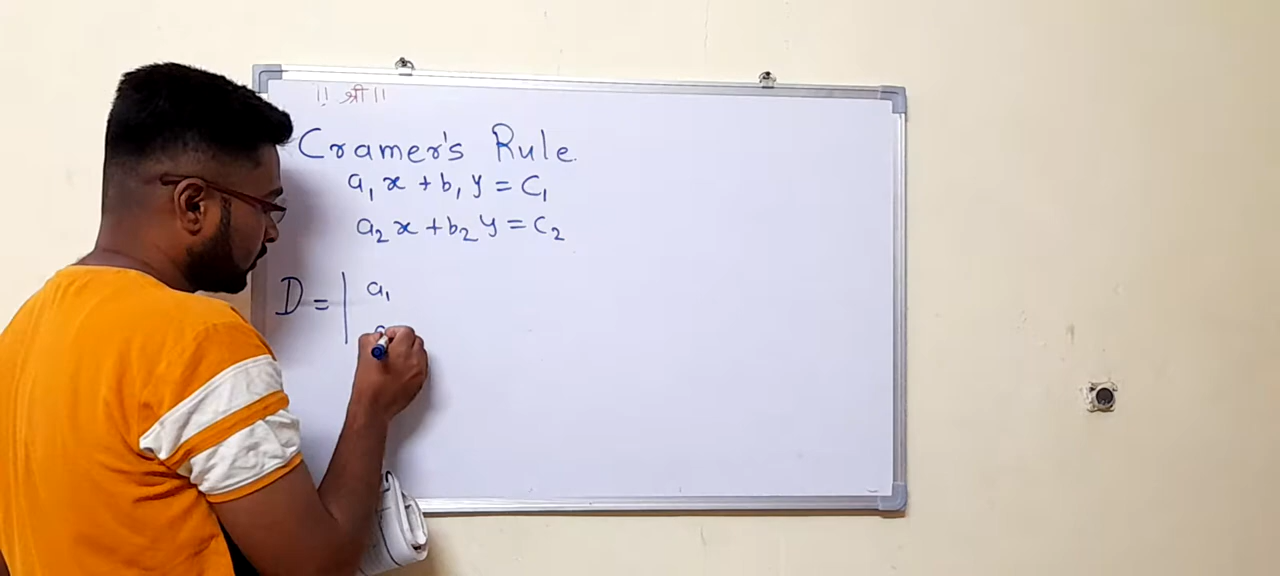 !! श्री ॥
Cramer's Rule.
a₁x + b₁y = C₁
a₂x + b₂y = C₂
D = | a₁